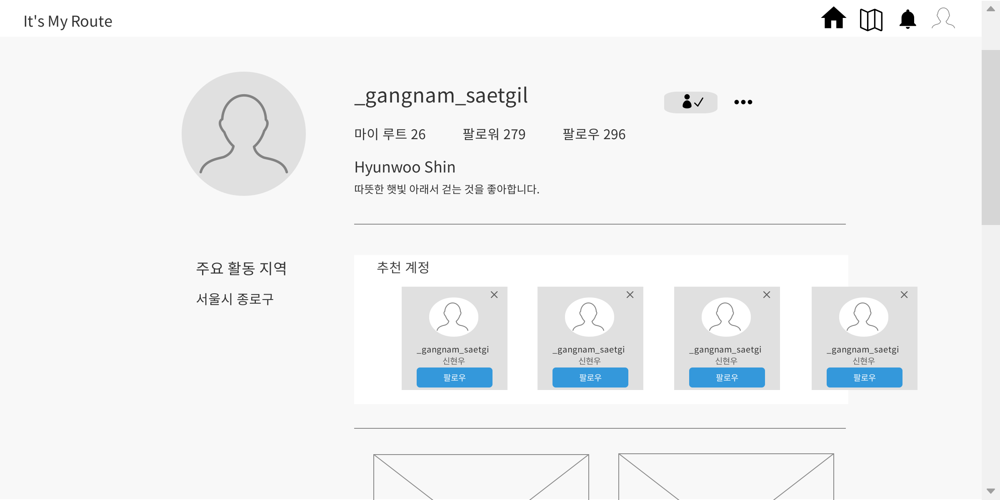 It's My Route
_gangnam_saetgil
마이 루트 26 팔로워 279 팔로우 296
Hyunwoo Shin
따뜻한 햇빛 아래서 걷는 것을 좋아합니다.
주요 활동 지역
서울시 종로구
추천 계정
_gangnam_saetgi
신현우
팔로우
_gangnam_saetgi
신현우
팔로우
_gangnam_saetgi
신현우
팔로우
_gangnam_saetgi
신현우
팔로우